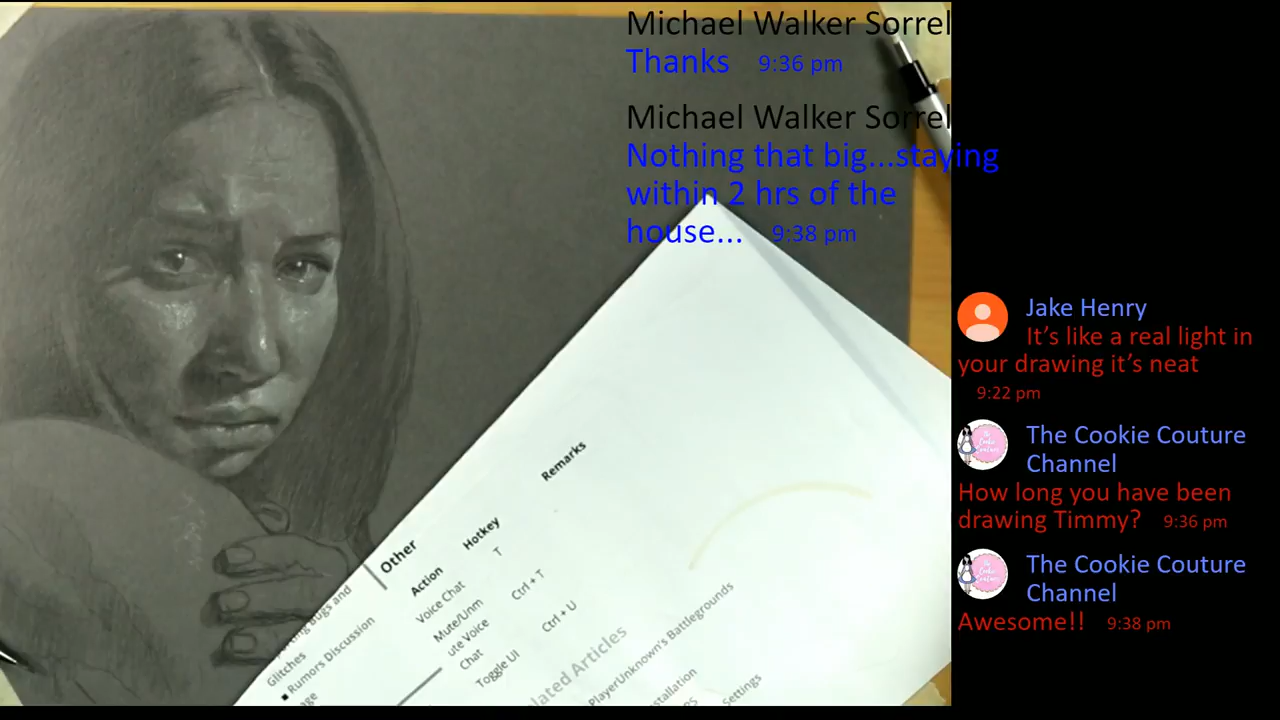 Michael Walker Sorrel
Thanks 9:36 pm
Michael Walker Sorrel
Nothing that big...staying
within 2 hrs of the
house... 9:38 pm
Jake Henry
It's like a real light in
your drawing it's neat
9:22 pm
The Cookie Couture
Channel
How long you have been
drawing Timmy? 9:36 pm
The Cookie Couture
Channel
Awesome!! 9:38 pm
Other
Action Hotkey Remarks
Voice Chat T
Mute/Unm Ctrl + T
ute Voice
Chat
Toggle UI Ctrl + U
bugs and
Glitches
Rumors Discussion
Articles
PlayerUnknown's Battlegrounds
Settings